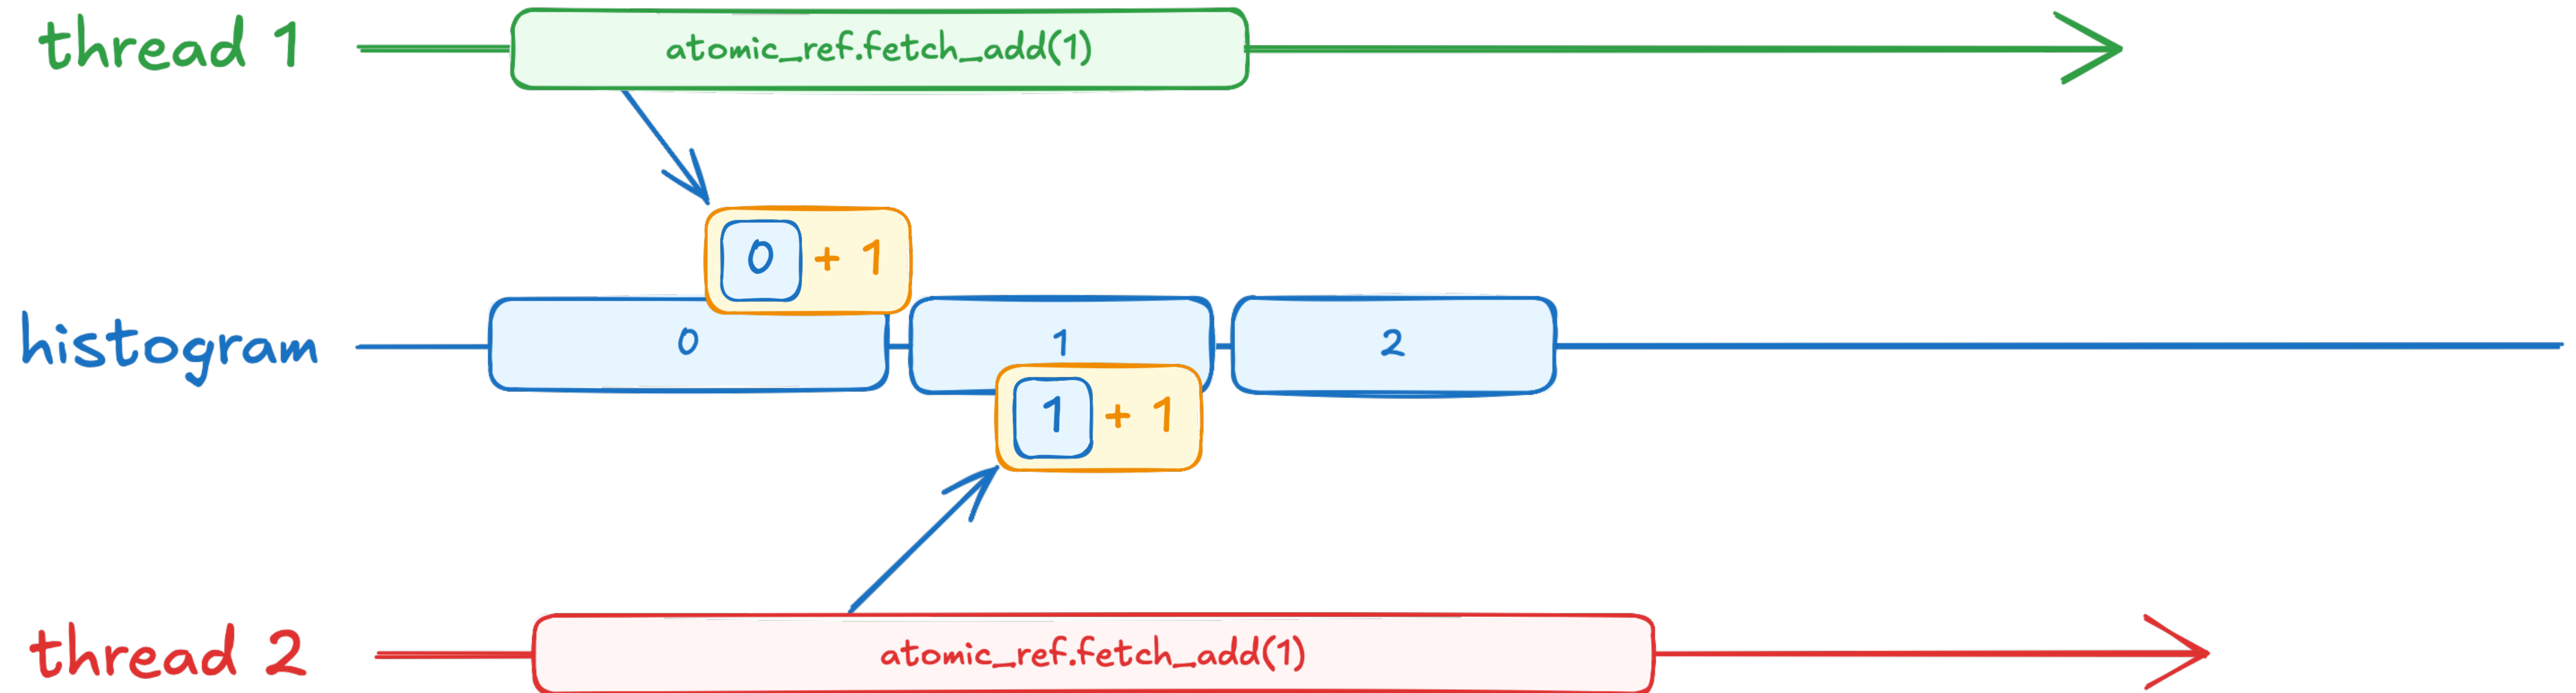 thread 1
atomic_ref.fetch_add(1)
0 + 1
histogram
0
1
2
1 + 1
thread 2
atomic_ref.fetch_add(1)